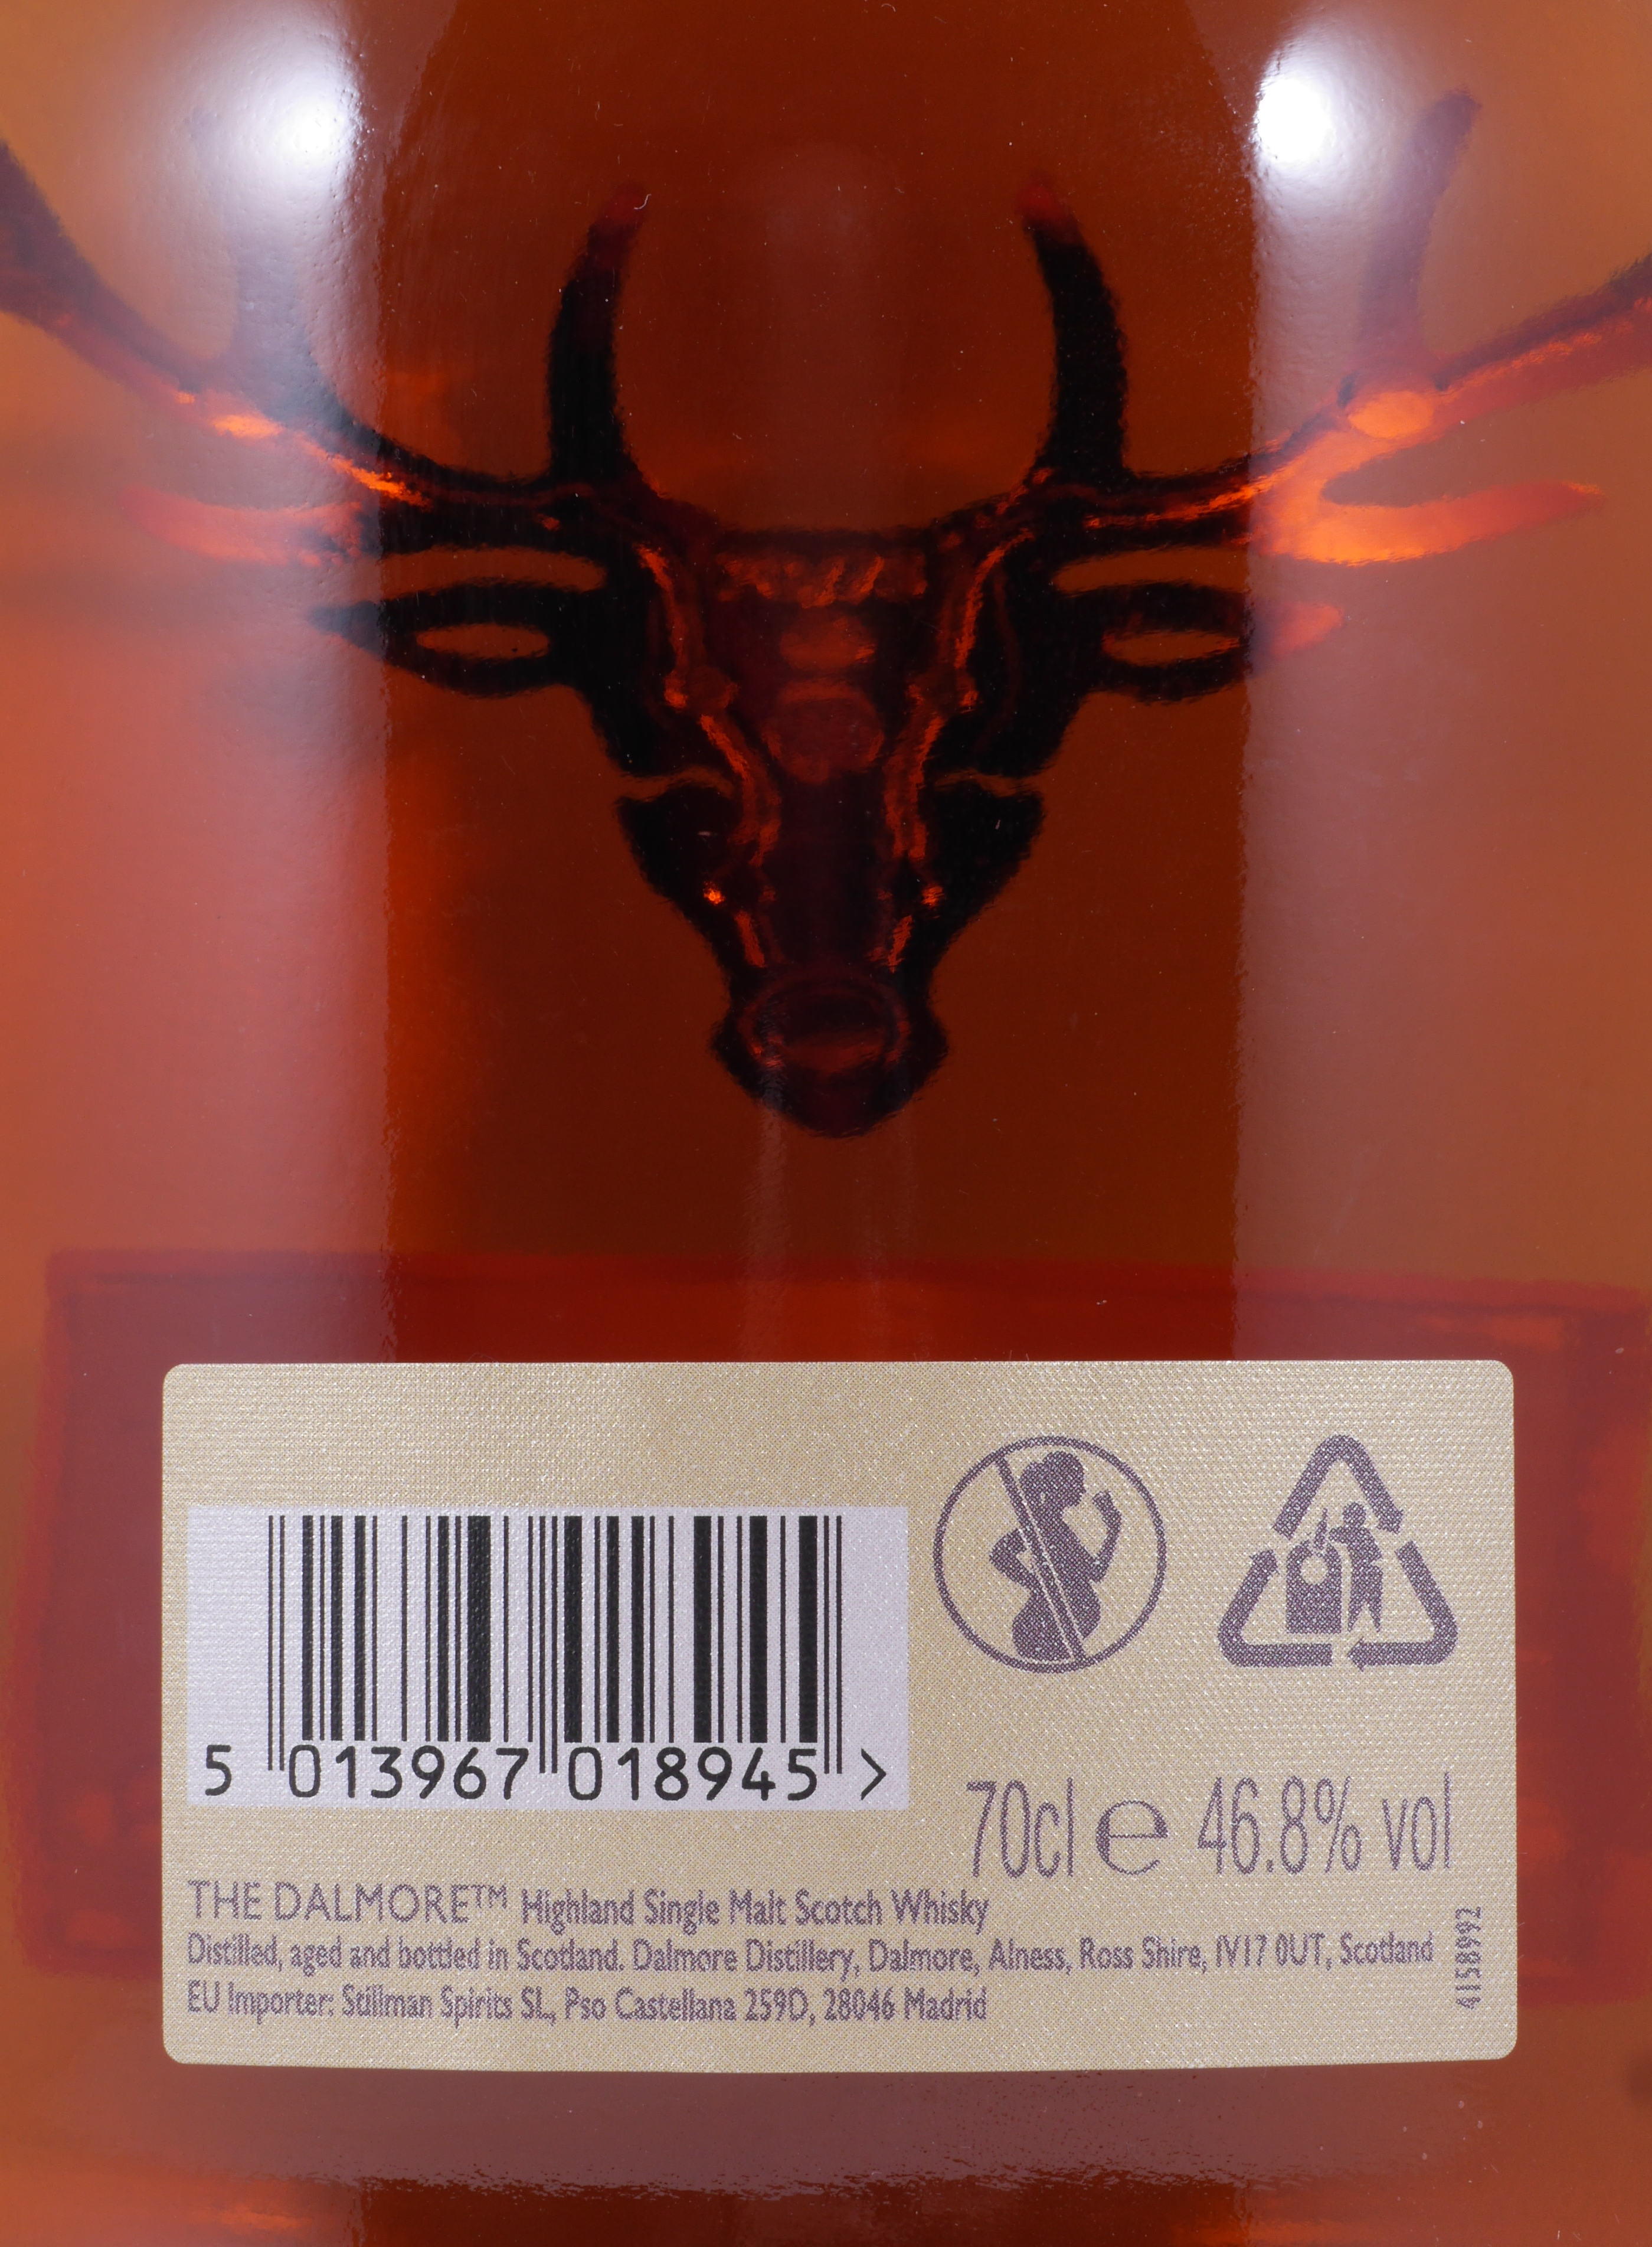 5 013967 018945 >
70cl e 46.8% vol
THE DALMORE™ Highland Single Malt Scotch Whisky
Distilled, aged and bottled in Scotland. Dalmore Distillery, Dalmore, Alness, Ross Shire, IV17 0UT, Scotland
EU Importer: Stillman Spirits SL, Pso Castellana 259D, 28046 Madrid
4158992